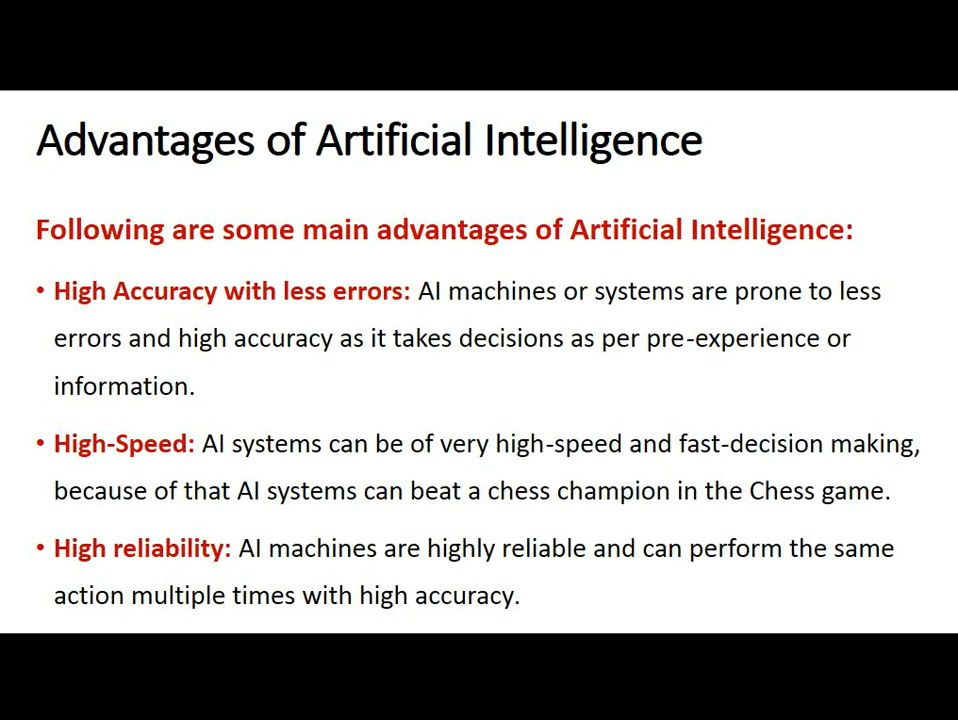 Advantages of Artificial Intelligence
Following are some main advantages of Artificial Intelligence:
• High Accuracy with less errors: AI machines or systems are prone to less
errors and high accuracy as it takes decisions as per pre-experience or
information.
• High-Speed: AI systems can be of very high-speed and fast-decision making,
because of that AI systems can beat a chess champion in the Chess game.
• High reliability: AI machines are highly reliable and can perform the same
action multiple times with high accuracy.